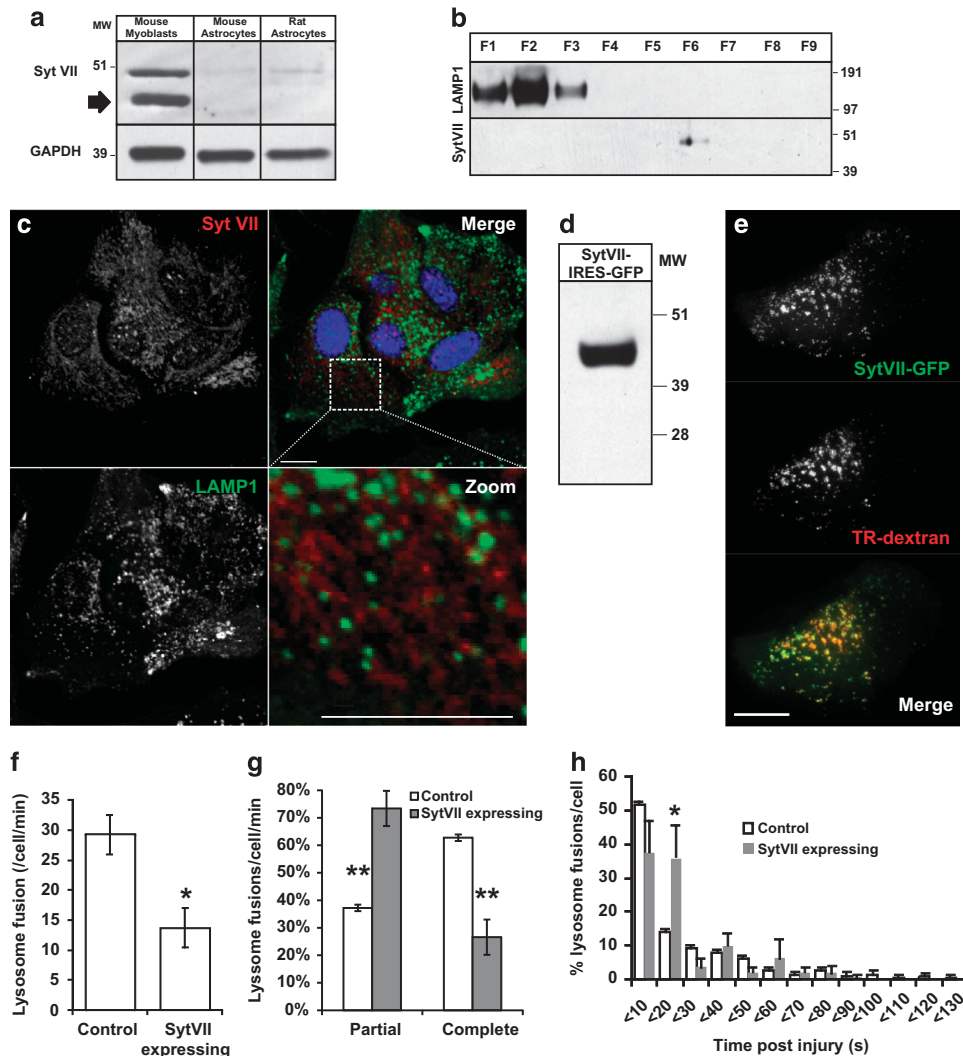 a
MW
Mouse Myoblasts
Mouse Astrocytes
Rat Astrocytes
Syt VII
51
GAPDH
39
b
F1 F2 F3 F4 F5 F6 F7 F8 F9
LAMP1
SytVII
191
97
51
39
c
Syt VII
Merge
LAMP1
Zoom
d
SytVII-
IRES-GFP
MW
51
39
28
e
SytVII-GFP
TR-dextran
Merge
f
Lysosome fusion (/cell/min)
35
30
25
20
15
10
5
0
*
Control
SytVII
expressing
g
Lyssome fusions/cell/min
80%
70%
60%
50%
40%
30%
20%
10%
0%
Control
SytVII expressing
**
**
Partial
Complete
h
% lysosome fusions/cell
60
50
40
30
20
10
0
*
Control
SytVII expressing
<10 <20 <30 <40 <50 <60 <70 <80 <90 <100 <110 <120 <130
Time post injury (s)